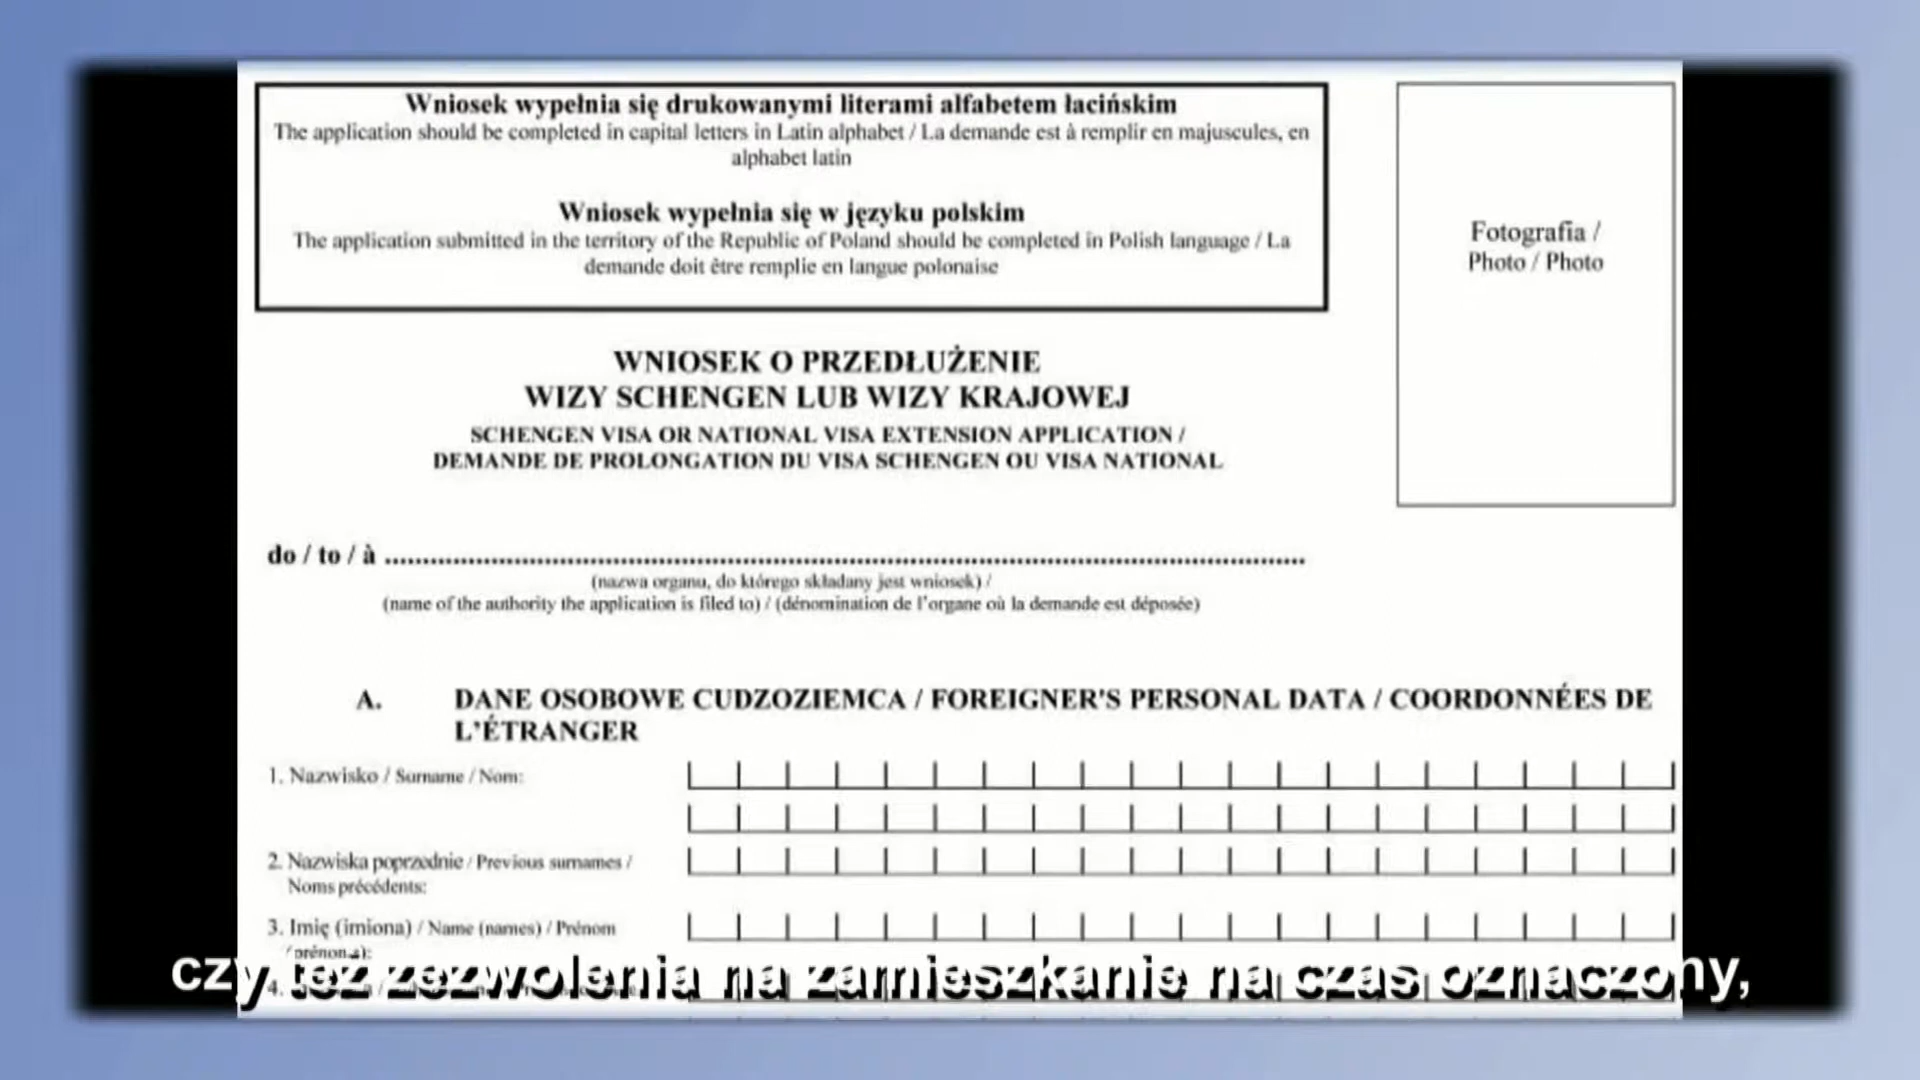 Wniosek wypełnia się drukowanymi literami alfabetem łacińskim
The application should be completed in capital letters in Latin alphabet / La demande est à remplir en majuscules, en
alphabet latin
Wniosek wypełnia się w języku polskim
The application submitted in the territory of the Republic of Poland should be completed in Polish language / La
demande doit être remplie en langue polonaise
Fotografia /
Photo / Photo
WNIOSEK O PRZEDŁUŻENIE
WIZY SCHENGEN LUB WIZY KRAJOWEJ
SCHENGEN VISA OR NATIONAL VISA EXTENSION APPLICATION /
DEMANDE DE PROLONGATION DU VISA SCHENGEN OU VISA NATIONAL
do / to / à ................................................................
(nazwa organu, do którego składany jest wniosek) /
(name of the authority the application is filed to) / (dénomination de l'organe où la demande est déposée)
A. DANE OSOBOWE CUDZOZIEMCA / FOREIGNER'S PERSONAL DATA / COORDONNÉES DE
L'ÉTRANGER
1. Nazwisko / Surname / Nom:
2. Nazwiska poprzednie / Previous surnames /
Noms précédents:
3. Imię (imiona) / Name (names) / Prénom
4.
czy też zezwolenia na zamieszkanie na czas oznaczony,